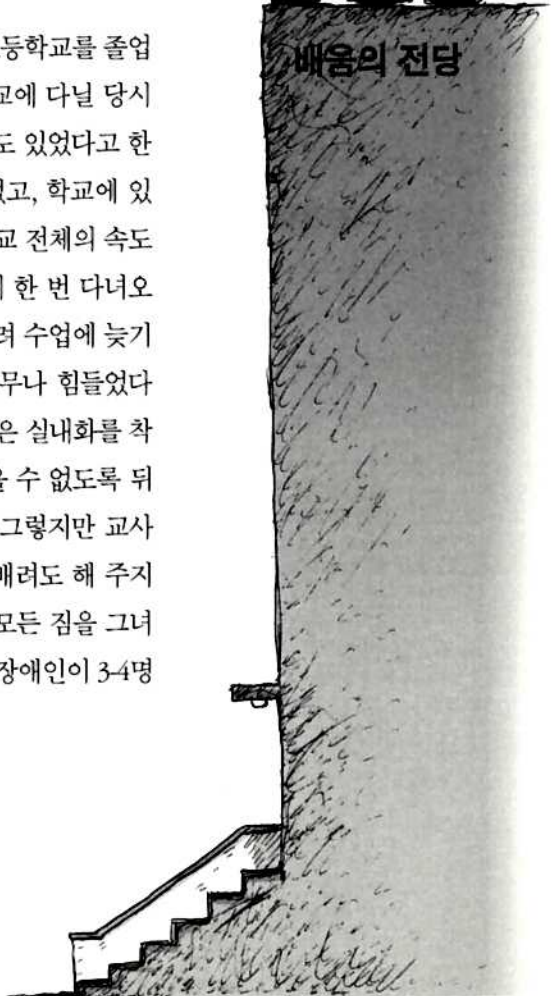 등학교를 졸업
교에 다닐 당시
도 있었다고 한
없고, 학교에 있
교 전체의 속도
한 번 다녀오
려 수업에 늦기
무나 힘들었다
은 실내화를 착
을 수 없도록 뒤
그렇지만 교사
배려도 해 주지
모든 짐을 그녀
장애인이 3-4명
배움의 전당